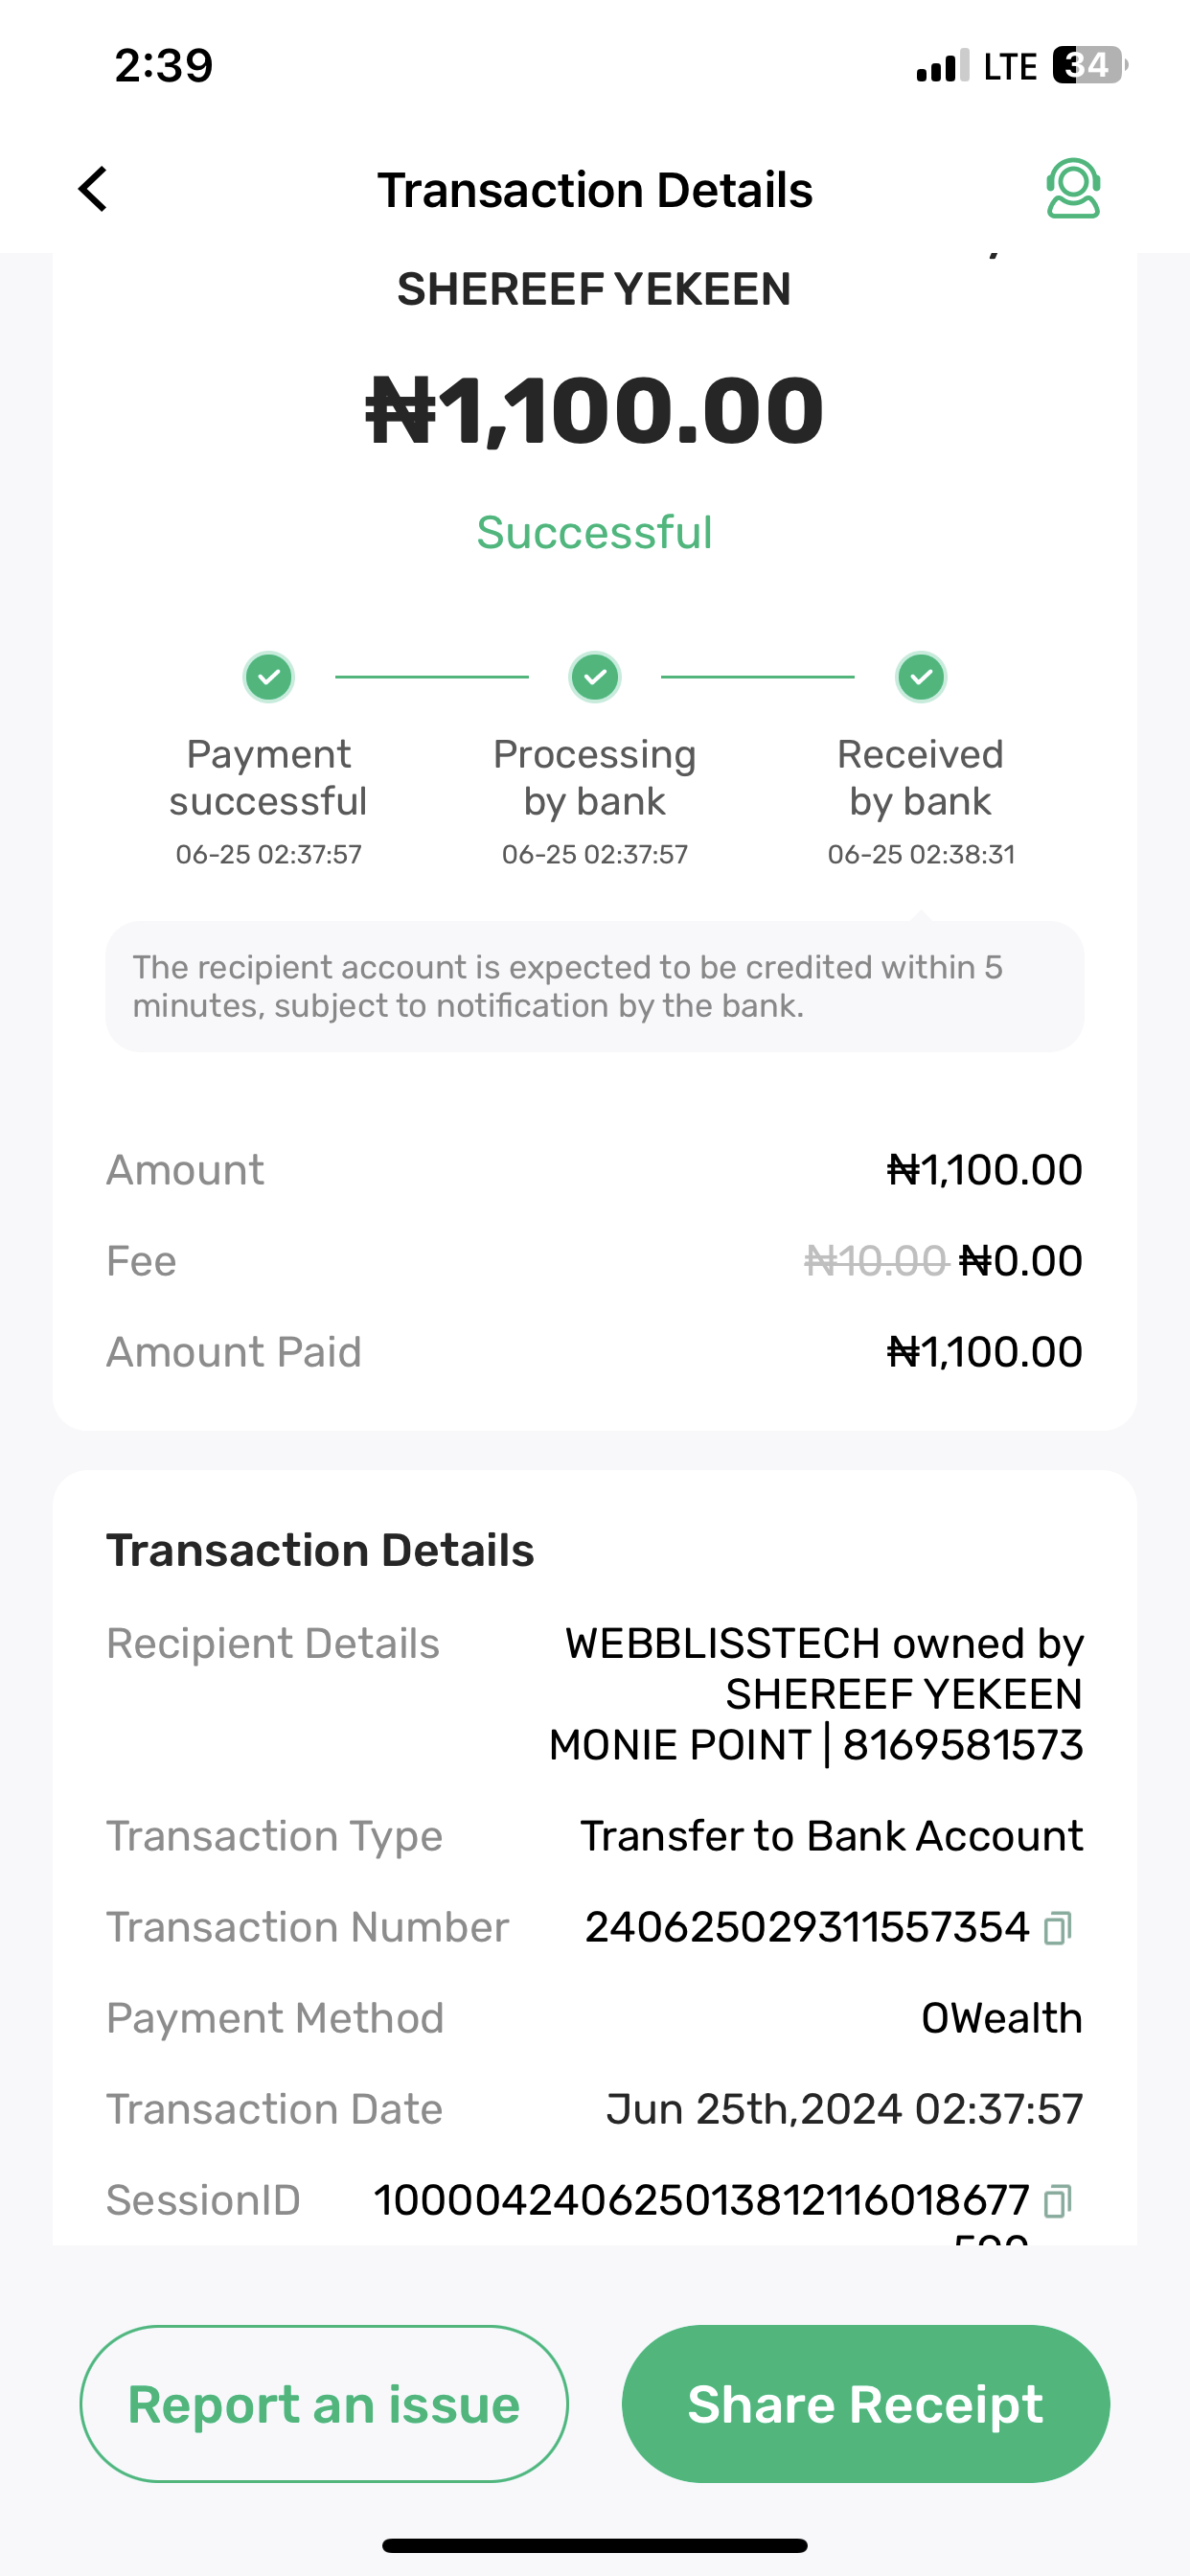 2:39
LTE
34
Transaction Details
SHEREEF YEKEEN
₦1,100.00
Successful
Payment
successful
06-25 02:37:57
Processing
by bank
06-25 02:37:57
Received
by bank
06-25 02:38:31
The recipient account is expected to be credited within 5
minutes, subject to notification by the bank.
Amount ₦1,100.00
Fee ₦10.00 ₦0.00
Amount Paid ₦1,100.00
Transaction Details
Recipient Details WEBBLISSTECH owned by
SHEREEF YEKEEN
MONIE POINT | 8169581573
Transaction Type Transfer to Bank Account
Transaction Number 240625029311557354
Payment Method OWealth
Transaction Date Jun 25th,2024 02:37:57
SessionID 100004240625013812116018677
Report an issue
Share Receipt